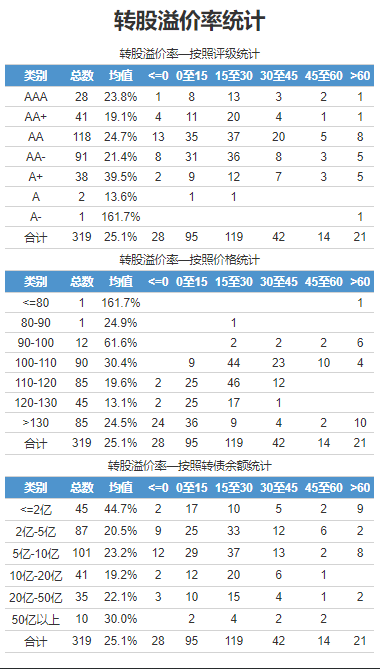 转股溢价率统计
转股溢价率—按照评级统计
类别 总数 均值 <=0 0至15 15至30 30至45 45至60 >60
AAA 28 23.8% 1 8 13 3 2 1
AA+ 41 19.1% 4 11 20 4 1 1
AA 118 24.7% 13 35 37 20 5 8
AA- 91 21.4% 8 31 36 8 3 5
A+ 38 39.5% 2 9 12 7 3 5
A 2 13.6% 1 1
A- 1 161.7% 1
合计 319 25.1% 28 95 119 42 14 21
转股溢价率—按照价格统计
类别 总数 均值 <=0 0至15 15至30 30至45 45至60 >60
<=80 1 161.7% 1
80-90 1 24.9% 1
90-100 12 61.6% 2 2 2 6
100-110 90 30.4% 9 44 23 10 4
110-120 85 19.6% 2 25 46 12
120-130 45 13.1% 2 25 17 1
>130 85 24.5% 24 36 9 4 2 10
合计 319 25.1% 28 95 119 42 14 21
转股溢价率—按照转债余额统计
类别 总数 均值 <=0 0至15 15至30 30至45 45至60 >60
<=2亿 45 44.7% 2 17 10 5 2 9
2亿-5亿 87 20.5% 9 25 33 12 6 2
5亿-10亿 101 23.2% 12 29 37 13 2 8
10亿-20亿 41 19.2% 2 12 20 6 1
20亿-50亿 35 22.1% 3 10 15 4 1 2
50亿以上 10 30.0% 2 4 2 2
合计 319 25.1% 28 95 119 42 14 21